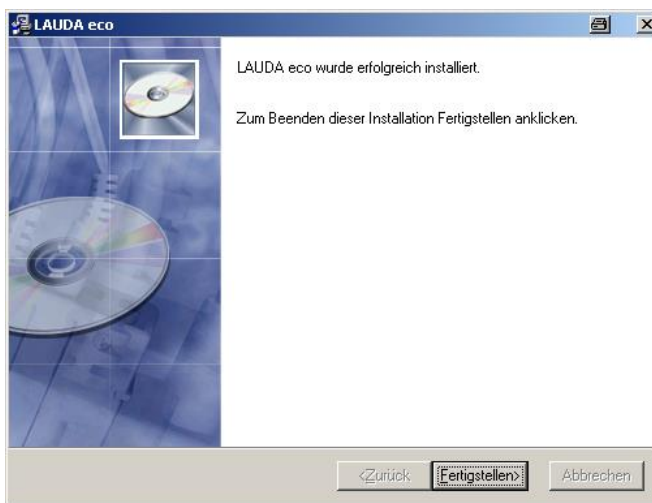 LAUDA eco
LAUDA eco wurde erfolgreich installiert.
Zum Beenden dieser Installation Fertigstellen anklicken.
<Zurück Fertigstellen> Abbrechen